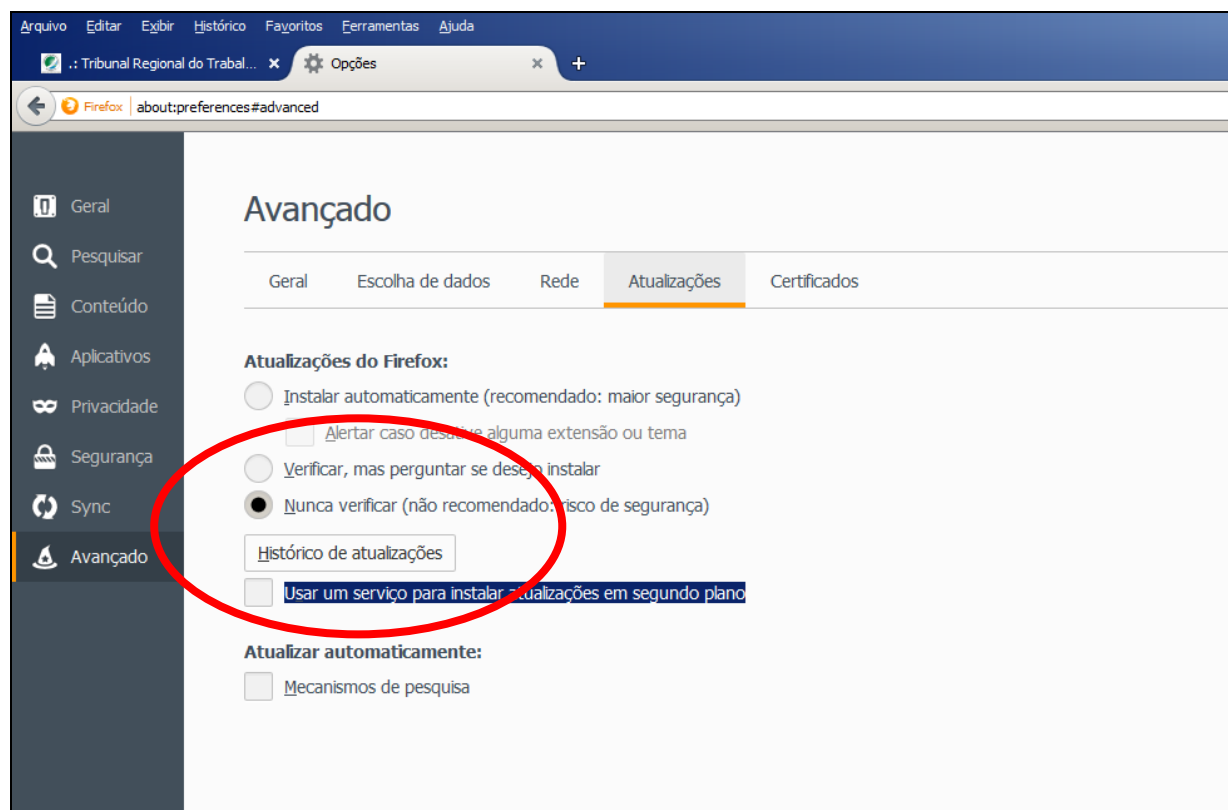 Arquivo Editar Exibir Histórico Favoritos Ferramentas Ajuda
.: Tribunal Regional do Trabal... × Opções × +
Firefox about:preferences#advanced
Geral
Pesquisar
Conteúdo
Aplicativos
Privacidade
Segurança
Sync
Avançado
Avançado
Geral Escolha de dados Rede Atualizações Certificados
Atualizações do Firefox:
Instalar automaticamente (recomendado: maior segurança)
Alertar caso desative alguma extensão ou tema
Verificar, mas perguntar se desejo instalar
Nunca verificar (não recomendado: risco de segurança)
Histórico de atualizações
Usar um serviço para instalar atualizações em segundo plano
Atualizar automaticamente:
Mecanismos de pesquisa